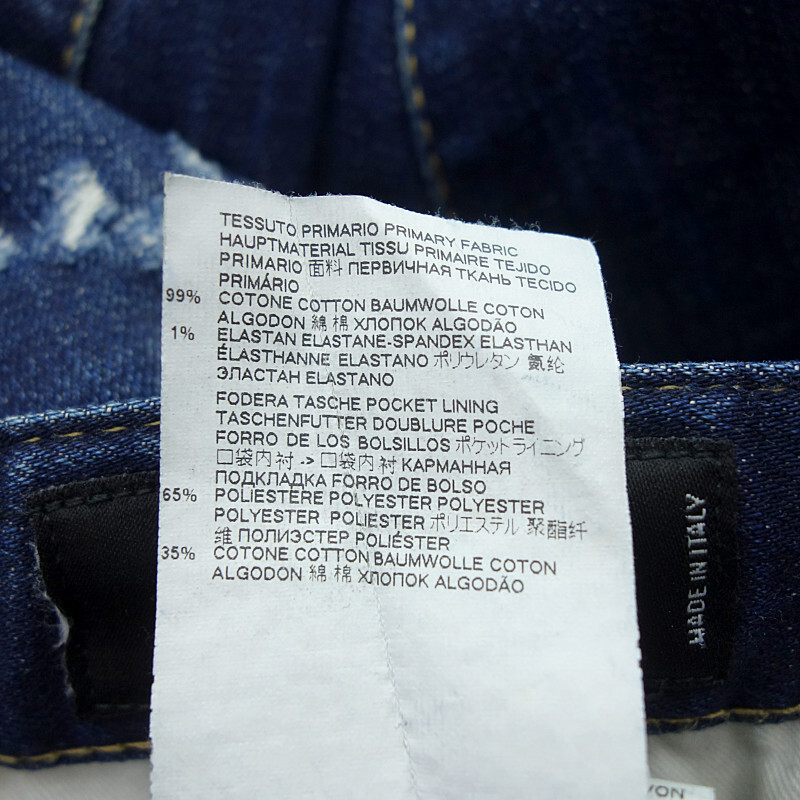 TESSUTO PRIMARIO PRIMARY FABRIC
HAUPTMATERIAL TISSU PRIMAIRE TEJIDO
PRIMARIO 面料 ПЕРВИЧНАЯ ТКАНЬ TECIDO
PRIMÁRIO
99% COTONE COTTON BAUMWOLLE COTON
ALGODON 綿 棉 ХЛОПОК ALGODÃO
1% ELASTAN ELASTANE-SPANDEX ELASTHAN
ÉLASTHANNE ELASTANO ポリウレタン 氨纶
ЭЛАСТАН ELASTANO
FODERA TASCHE POCKET LINING
TASCHENFUTTER DOUBLURE POCHE
FORRO DE LOS BOLSILLOS ポケットライニング
口袋内衬 -> 口袋内衬 КАРМАННАЯ
ПОДКЛАДКА FORRO DE BOLSO
65% POLIESTERE POLYESTER POLYESTER
POLYESTER POLIESTER ポリエステル 聚酯纤
维 ПОЛИЭСТЕР POLIÉSTER
35% COTONE COTTON BAUMWOLLE COTON
ALGODON 綿 棉 ХЛОПОК ALGODÃO
MADE IN ITALY